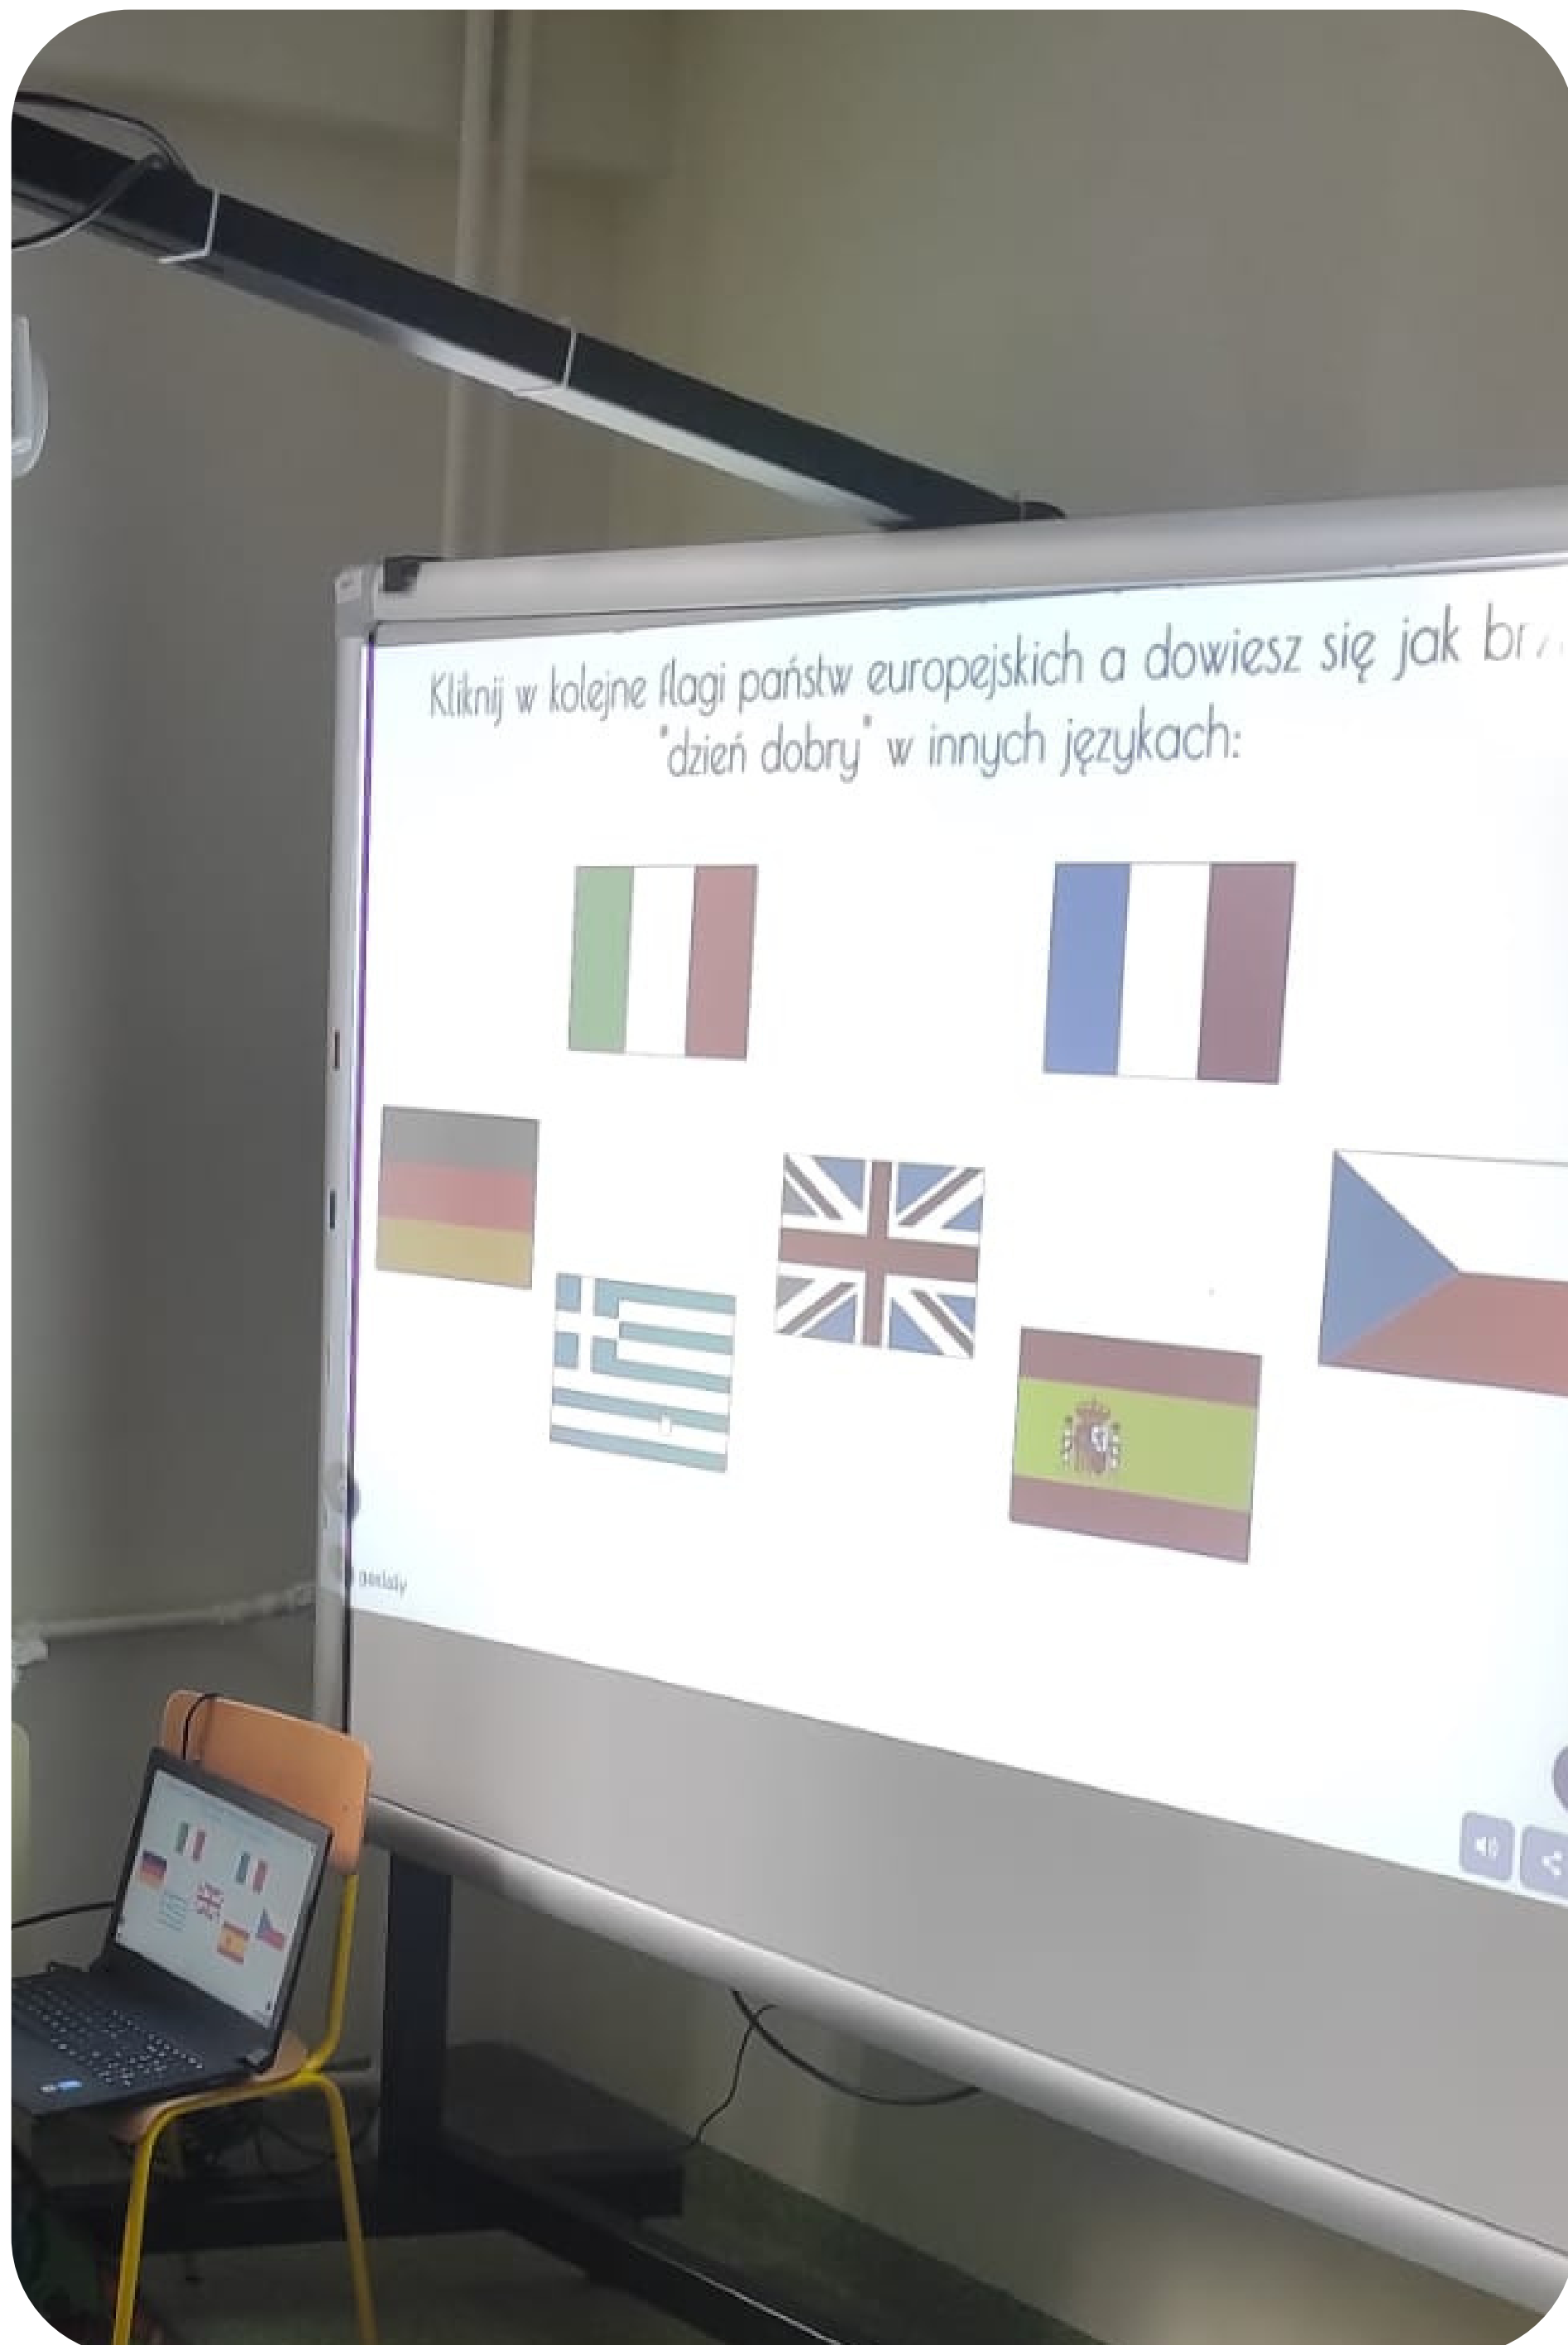 Kliknij w kolejne flagi państw europejskich a dowiesz się jak
"dzień dobry" w innych językach: